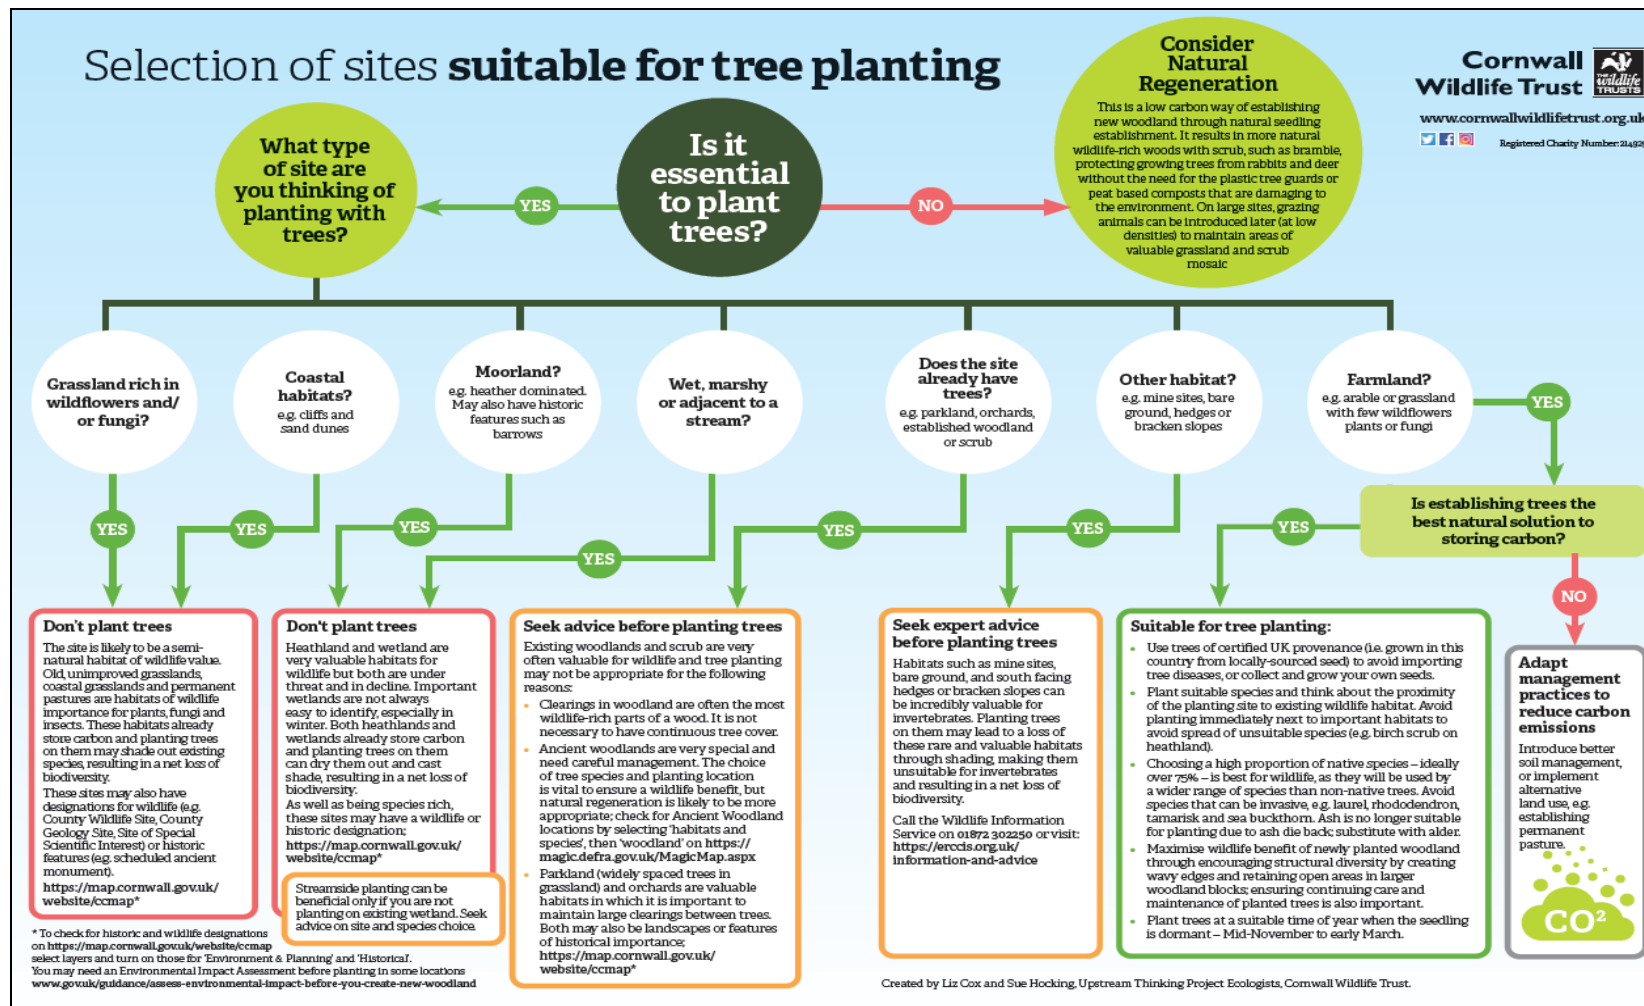 Selection of sites suitable for tree planting
Cornwall
Wildlife Trust
THE
wildlife
TRUSTS
www.cornwallwildlifetrust.org.uk
Registered Charity Number: 214929
Is it
essential
to plant
trees?
YES
NO
What type
of site are
you thinking of
planting with
trees?
Consider
Natural
Regeneration
This is a low carbon way of establishing
new woodland through natural seedling
establishment. It results in more natural
wildlife-rich woods with scrub, such as bramble,
protecting growing trees from rabbits and deer
without the need for the plastic tree guards or
peat based composts that are damaging to
the environment. On large sites, grazing
animals can be introduced later (at low
densities) to maintain areas of
valuable grassland and scrub
mosaic
Grassland rich in
wildflowers and/
or fungi?
Coastal
habitats?
e.g. cliffs and
sand dunes
Moorland?
e.g. heather dominated.
May also have historic
features such as
barrows
Wet, marshy
or adjacent to a
stream?
Does the site
already have
trees?
e.g. parkland, orchards,
established woodland
or scrub
Other habitat?
e.g. mine sites, bare
ground, hedges or
bracken slopes
Farmland?
e.g. arable or grassland
with few wildflowers
plants or fungi
YES
Is establishing trees the
best natural solution to
storing carbon?
YES
YES
YES
YES
YES
YES
YES
NO
Don't plant trees
The site is likely to be a semi-
natural habitat of wildlife value.
Old, unimproved grasslands,
coastal grasslands and permanent
pastures are habitats of wildlife
importance for plants, fungi and
insects. These habitats already
store carbon and planting trees
on them may shade out existing
species, resulting in a net loss of
biodiversity.
These sites may also have
designations for wildlife (e.g.
County Wildlife Site, County
Geology Site, Site of Special
Scientific Interest) or historic
features (eg. scheduled ancient
monument).
https://map.cornwall.gov.uk/
website/ccmap*
Don't plant trees
Heathland and wetland are
very valuable habitats for
wildlife but both are under
threat and in decline. Important
wetlands are not always
easy to identify, especially in
winter. Both heathlands and
wetlands already store carbon
and planting trees on them
can dry them out and cast
shade, resulting in a net loss of
biodiversity.
As well as being species rich,
these sites may have a wildlife or
historic designation;
https://map.cornwall.gov.uk/
website/ccmap*
Streamside planting can be
beneficial only if you are not
planting on existing wetland. Seek
advice on site and species choice.
Seek advice before planting trees
Existing woodlands and scrub are very
often valuable for wildlife and tree planting
may not be appropriate for the following
reasons:
• Clearings in woodland are often the most
wildlife-rich parts of a wood. It is not
necessary to have continuous tree cover.
• Ancient woodlands are very special and
need careful management. The choice
of tree species and planting location
is vital to ensure a wildlife benefit, but
natural regeneration is likely to be more
appropriate; check for Ancient Woodland
locations by selecting 'habitats and
species', then 'woodland' on https://
magic.defra.gov.uk/MagicMap.aspx
• Parkland (widely spaced trees in
grassland) and orchards are valuable
habitats in which it is important to
maintain large clearings between trees.
Both may also be landscapes or features
of historical importance;
https://map.cornwall.gov.uk/
website/ccmap*
Seek expert advice
before planting trees
Habitats such as mine sites,
bare ground, and south facing
hedges or bracken slopes can
be incredibly valuable for
invertebrates. Planting trees
on them may lead to a loss of
these rare and valuable habitats
through shading, making them
unsuitable for invertebrates
and resulting in a net loss of
biodiversity.
Call the Wildlife Information
Service on 01872 302250 or visit:
https://erccis.org.uk/
information-and-advice
Suitable for tree planting:
• Use trees of certified UK provenance (i.e. grown in this
country from locally-sourced seed) to avoid importing
tree diseases, or collect and grow your own seeds.
• Plant suitable species and think about the proximity
of the planting site to existing wildlife habitat. Avoid
planting immediately next to important habitats to
avoid spread of unsuitable species (e.g. birch scrub on
heathland).
• Choosing a high proportion of native species – ideally
over 75% – is best for wildlife, as they will be used by
a wider range of species than non-native trees. Avoid
species that can be invasive, e.g. laurel, rhododendron,
tamarisk and sea buckthorn. Ash is no longer suitable
for planting due to ash die back; substitute with alder.
• Maximise wildlife benefit of newly planted woodland
through encouraging structural diversity by creating
wavy edges and retaining open areas in larger
woodland blocks; ensuring continuing care and
maintenance of planted trees is also important.
• Plant trees at a suitable time of year when the seedling
is dormant – Mid-November to early March.
Adapt
management
practices to
reduce carbon
emissions
Introduce better
soil management,
or implement
alternative
land use, e.g.
establishing
permanent
pasture.
CO²
* To check for historic and wildlife designations
on https://map.cornwall.gov.uk/website/ccmap
select layers and turn on those for 'Environment & Planning' and 'Historical'.
You may need an Environmental Impact Assessment before planting in some locations
www.gov.uk/guidance/assess-environmental-impact-before-you-create-new-woodland
Created by Liz Cox and Sue Hocking, Upstream Thinking Project Ecologists, Cornwall Wildlife Trust.